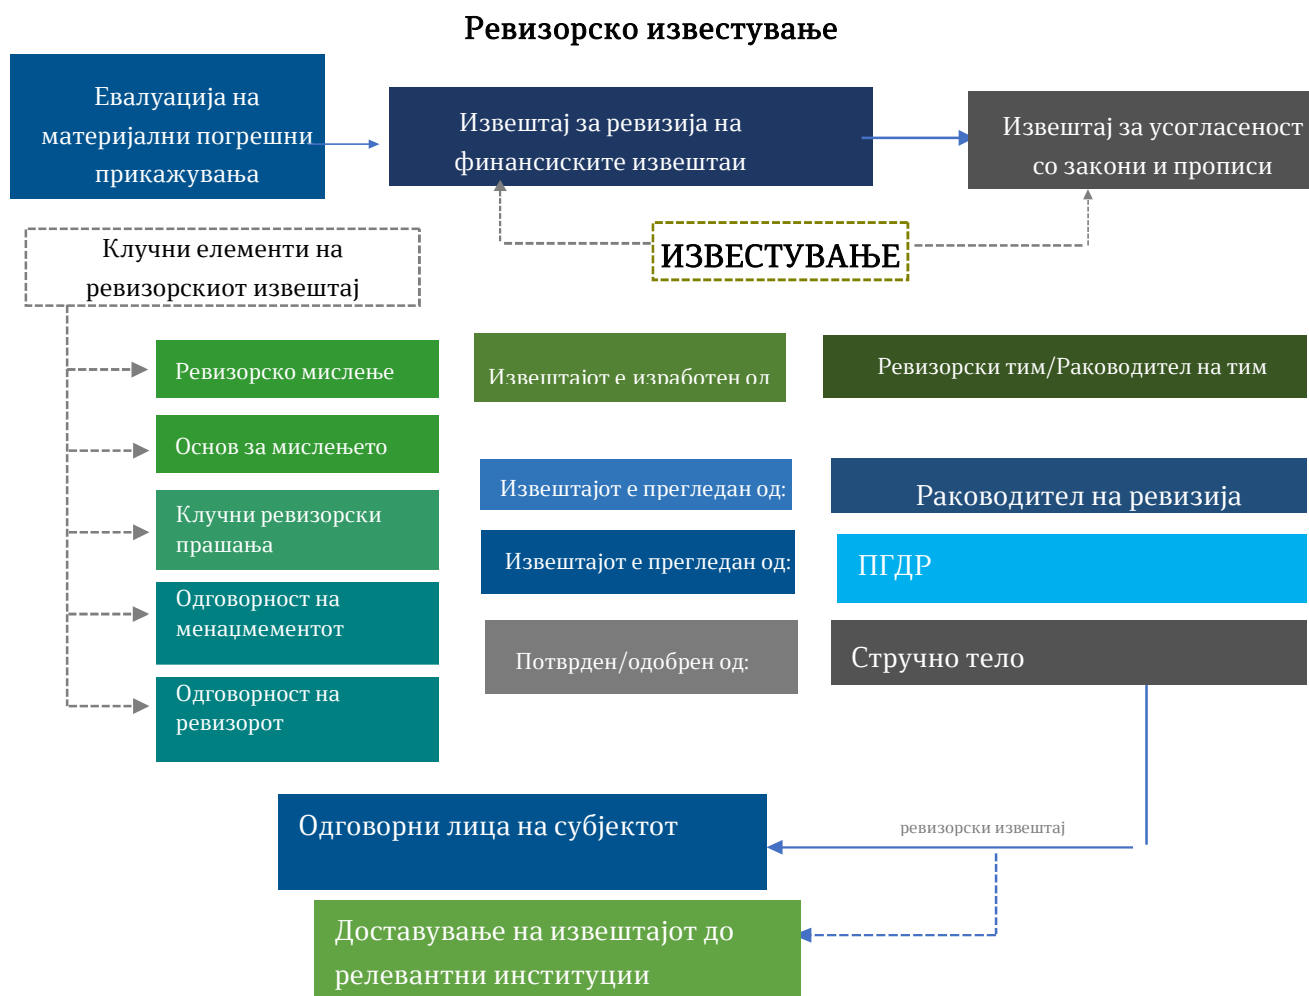 Ревизорско известување
Евалуација на
материјални погрешни
прикажувања
Извештај за ревизија на
финансиските извештаи
Извештај за усогласеност
со закони и прописи
Клучни елементи на
ревизорскиот извештај
ИЗВЕСТУВАЊЕ
Ревизорско мислење
Извештајот е изработен од
Ревизорски тим/Раководител на тим
Основ за мислењето
Извештајот е прегледан од:
Раководител на ревизија
Клучни ревизорски
прашања
Извештајот е прегледан од:
ПГДР
Одговорност на
менаџмементот
Потврден/одобрен од:
Стручно тело
Одговорност на
ревизорот
Одговорни лица на субјектот
ревизорски извештај
Доставување на извештајот до
релевантни институции